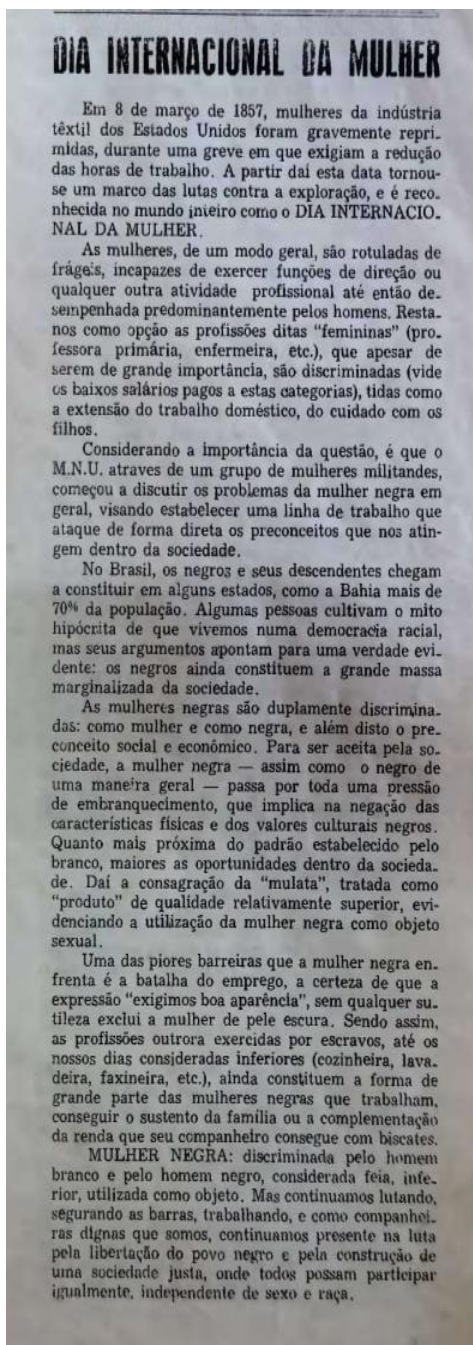 DIA INTERNACIONAL DA MULHER
Em 8 de março de 1857, mulheres da indústria
têxtil dos Estados Unidos foram gravemente repri-
midas, durante uma greve em que exigiam a redução
das horas de trabalho. A partir daí esta data tornou-
se um marco das lutas contra a exploração, e é reco-
nhecida no mundo inteiro como o DIA INTERNACIO-
NAL DA MULHER.
As mulheres, de um modo geral, são rotuladas de
frágeis, incapazes de exercer funções de direção ou
qualquer outra atividade profissional até então de-
sempenhada predominantemente pelos homens. Resta-
nos como opção as profissões ditas "femininas" (pro-
fessora primária, enfermeira, etc.), que apesar de
serem de grande importância, são discriminadas (vide
os baixos salários pagos a estas categorias), tidas como
a extensão do trabalho doméstico, do cuidado com os
filhos.
Considerando a importância da questão, é que o
M.N.U. atraves de um grupo de mulheres militandes,
começou a discutir os problemas da mulher negra em
geral, visando estabelecer uma linha de trabalho que
ataque de forma direta os preconceitos que nos atin-
gem dentro da sociedade.
No Brasil, os negros e seus descendentes chegam
a constituir em alguns estados, como a Bahia mais de
70% da população. Algumas pessoas cultivam o mito
hipócrita de que vivemos numa democracia racial,
mas seus argumentos apontam para uma verdade evi-
dente: os negros ainda constituem a grande massa
marginalizada da sociedade.
As mulheres negras são duplamente discrimina-
das: como mulher e como negra, e além disto o pre-
conceito social e econômico. Para ser aceita pela so-
ciedade, a mulher negra — assim como o negro de
uma maneira geral — passa por toda uma pressão
de embranquecimento, que implica na negação das
características físicas e dos valores culturais negros.
Quanto mais próxima do padrão estabelecido pelo
branco, maiores as oportunidades dentro da socieda-
de. Daí a consagração da "mulata", tratada como
"produto" de qualidade relativamente superior, evi-
denciando a utilização da mulher negra como objeto
sexual.
Uma das piores barreiras que a mulher negra en-
frenta é a batalha do emprego, a certeza de que a
expressão "exigimos boa aparência", sem qualquer su-
tileza exclui a mulher de pele escura. Sendo assim,
as profissões outrora exercidas por escravos, até os
nossos dias consideradas inferiores (cozinheira, lava-
deira, faxineira, etc.), ainda constituem a forma de
grande parte das mulheres negras que trabalham,
conseguir o sustento da família ou a complementação
da renda que seu companheiro consegue com biscates.
MULHER NEGRA: discriminada pelo homem
branco e pelo homem negro, considerada feia, infe-
rior, utilizada como objeto. Mas continuamos lutando,
segurando as barras, trabalhando, e como companhei-
ras dignas que somos, continuamos presente na luta
pela libertação do povo negro e pela construção de
uma sociedade justa, onde todos possam participar
igualmente, independente de sexo e raça.